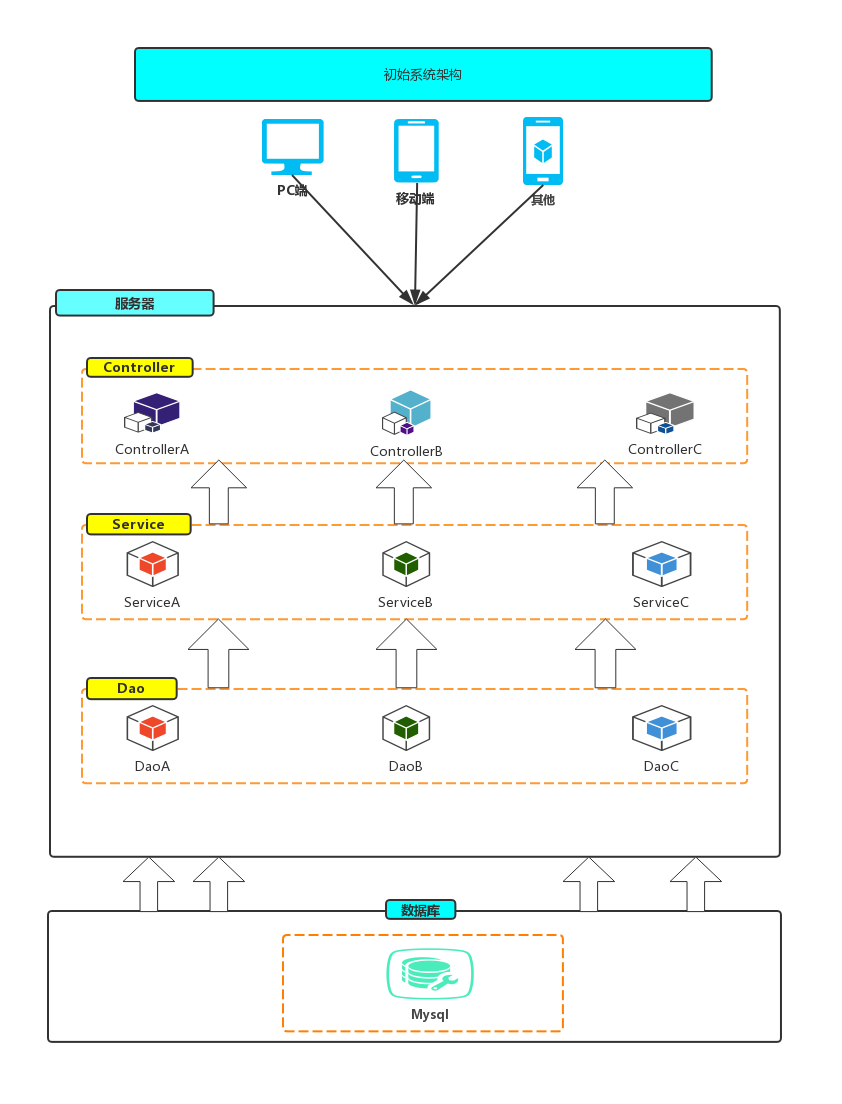 初始系统架构
PC端
移动端
其他
服务器
Controller
ControllerA
ControllerB
ControllerC
Service
ServiceA
ServiceB
ServiceC
Dao
DaoA
DaoB
DaoC
数据库
Mysql